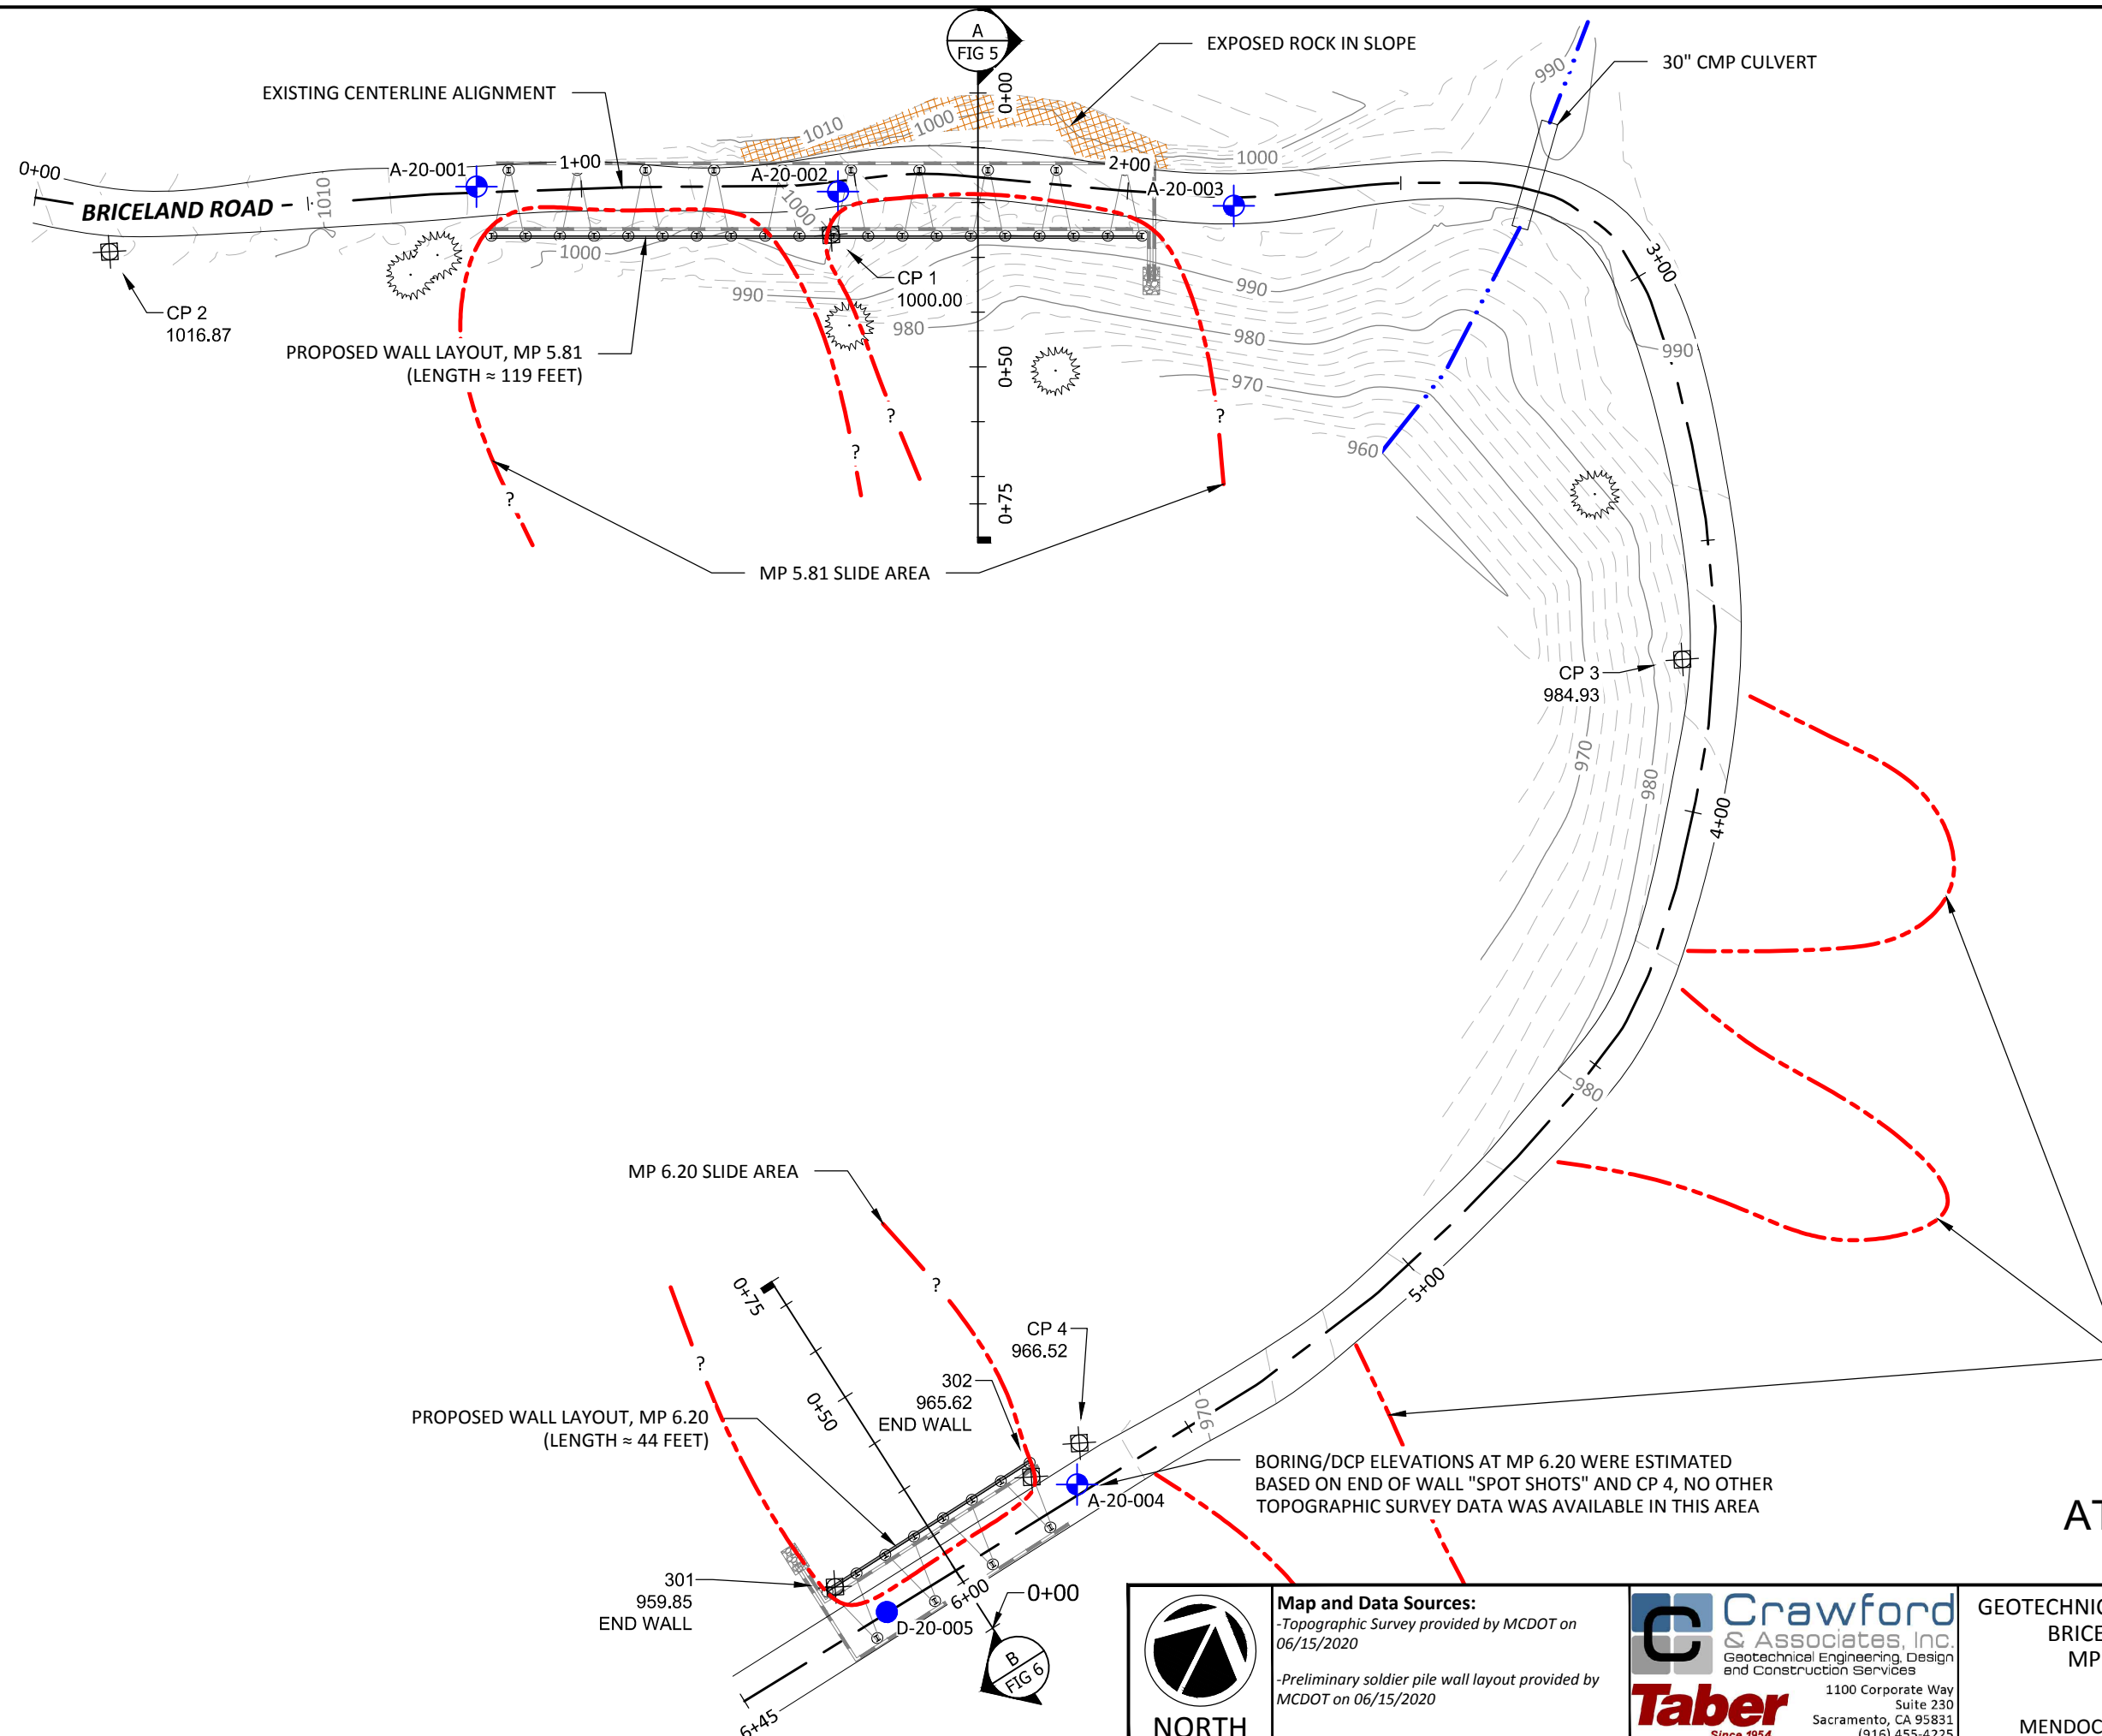 A
FIG 5
EXPOSED ROCK IN SLOPE
30" CMP CULVERT
990
EXISTING CENTERLINE ALIGNMENT
0+00
1010
1000
0+00
A-20-001
1+00
A-20-002
2+00
1000
A-20-003
BRICELAND ROAD
1010
1000
1000
3+00
CP 1
1000.00
990
990
CP 2
1016.87
980
980
990
PROPOSED WALL LAYOUT, MP 5.81
(LENGTH ≈ 119 FEET)
0+50
970
?
?
?
?
960
0+75
MP 5.81 SLIDE AREA
CP 3
984.93
970
980
4+00
980
MP 6.20 SLIDE AREA
5+00
0+75
?
?
CP 4
966.52
302
965.62
END WALL
0+50
970
PROPOSED WALL LAYOUT, MP 6.20
(LENGTH ≈ 44 FEET)
BORING/DCP ELEVATIONS AT MP 6.20 WERE ESTIMATED
BASED ON END OF WALL "SPOT SHOTS" AND CP 4, NO OTHER
TOPOGRAPHIC SURVEY DATA WAS AVAILABLE IN THIS AREA
A-20-004
AT
301
959.85
END WALL
6+00
0+00
D-20-005
B
FIG 6
6+45
NORTH
Map and Data Sources:
-Topographic Survey provided by MCDOT on
06/15/2020
-Preliminary soldier pile wall layout provided by
MCDOT on 06/15/2020
C
Crawford
& Associates, Inc.
Geotechnical Engineering, Design
and Construction Services
Taber
Since 1954
1100 Corporate Way
Suite 230
Sacramento, CA 95831
(916) 455-4225
GEOTECHNIC
BRICE
MP
MENDOC